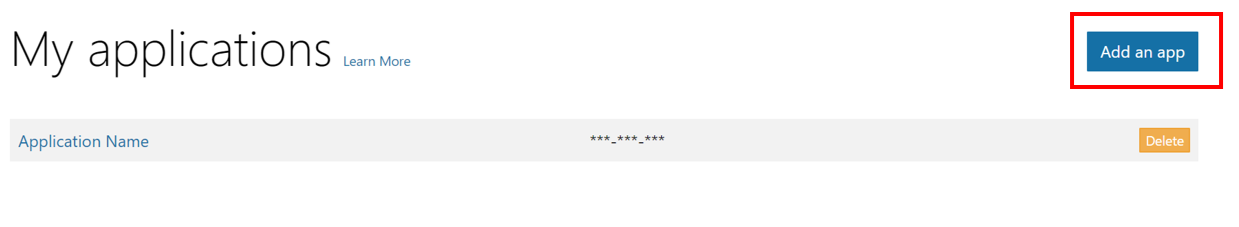 My applications Learn More Add an app
Application Name ***-***-*** Delete